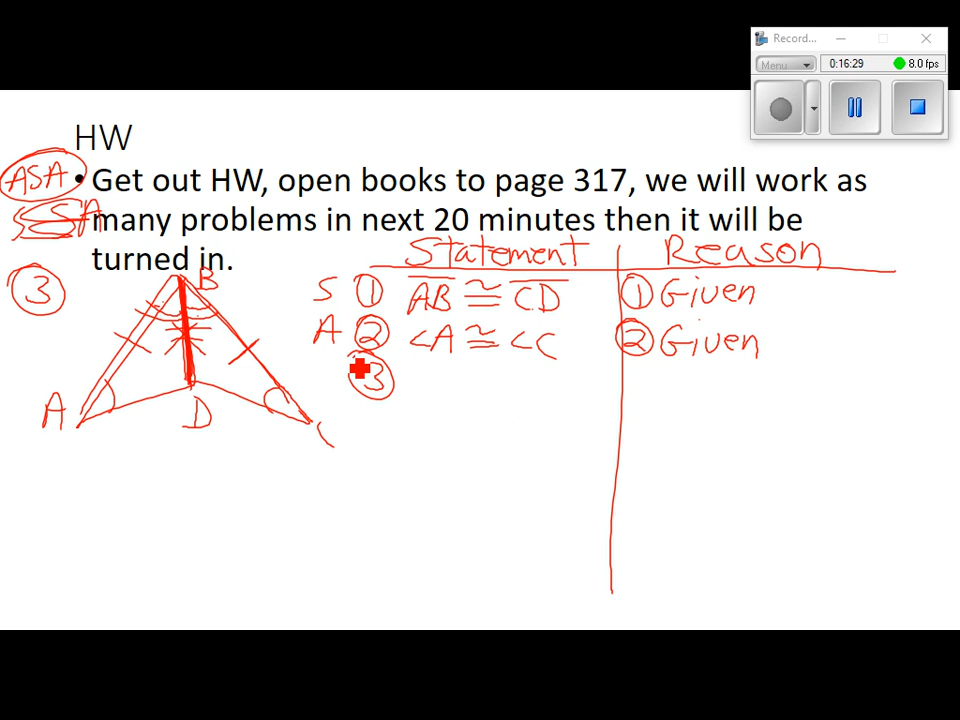 Record...
Menu
0:16:29
8.0 fps
HW
ASA
• Get out HW, open books to page 317, we will work as
SSA
many problems in next 20 minutes then it will be
turned in.
Statement Reason
③
B
S ① AB ≅ CD ① Given
A ② <A ≅ <C ② Given
③
A D C